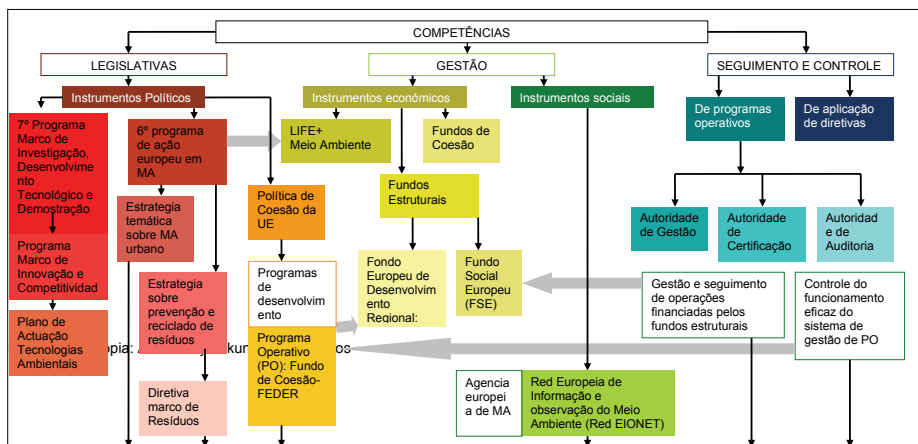 COMPETÊNCIAS
LEGISLATIVAS
GESTÃO
SEGUIMENTO E CONTROLE
Instrumentos Políticos
Instrumentos económicos
Instrumentos sociais
De programas
operativos
De aplicação
de diretivas
7º Programa
Marco de
Investigação,
Desenvolvime
nto
Tecnológico e
Demostração
6º programa
de ação
europeu em
MA
LIFE+
Meio Ambiente
Fundos de
Coesão
Política de
Coesão da
UE
Fundos
Estruturais
Estrategia
temática
sobre MA
urbano
Autoridade
de Gestão
Autoridade
de
Certificação
Autoridad
e de
Auditoria
Programa
Marco de
Innovação e
Competitividad
Estrategia
sobre
prevenção e
reciclado de
resíduos
Programas
de
desenvolvim
ento
Fondo
Europeu de
Desenvolvim
ento
Regional:
Fundo
Social
Europeu
(FSE)
Gestão e seguimento
de operações
financiadas pelos
fundos estruturais
Controle do
funcionamento
eficaz do
sistema de
gestão de PO
Plano de
Actuação
Tecnologias
Ambientais
opia:
os
Programa
Operativo
(PO): Fundo
de Coesão-
FEDER
Diretiva
marco de
Resíduos
Agencia
europei
a de MA
Red Europeia de
Informação e
observação do Meio
Ambiente (Red EIONET)